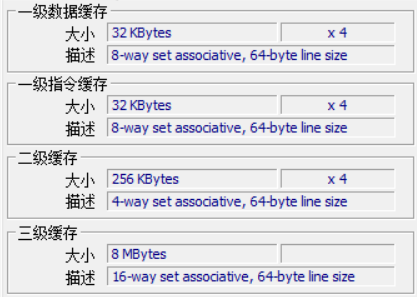 一级数据缓存
大小 32 KBytes x 4
描述 8-way set associative, 64-byte line size
一级指令缓存
大小 32 KBytes x 4
描述 8-way set associative, 64-byte line size
二级缓存
大小 256 KBytes x 4
描述 4-way set associative, 64-byte line size
三级缓存
大小 8 MBytes
描述 16-way set associative, 64-byte line size